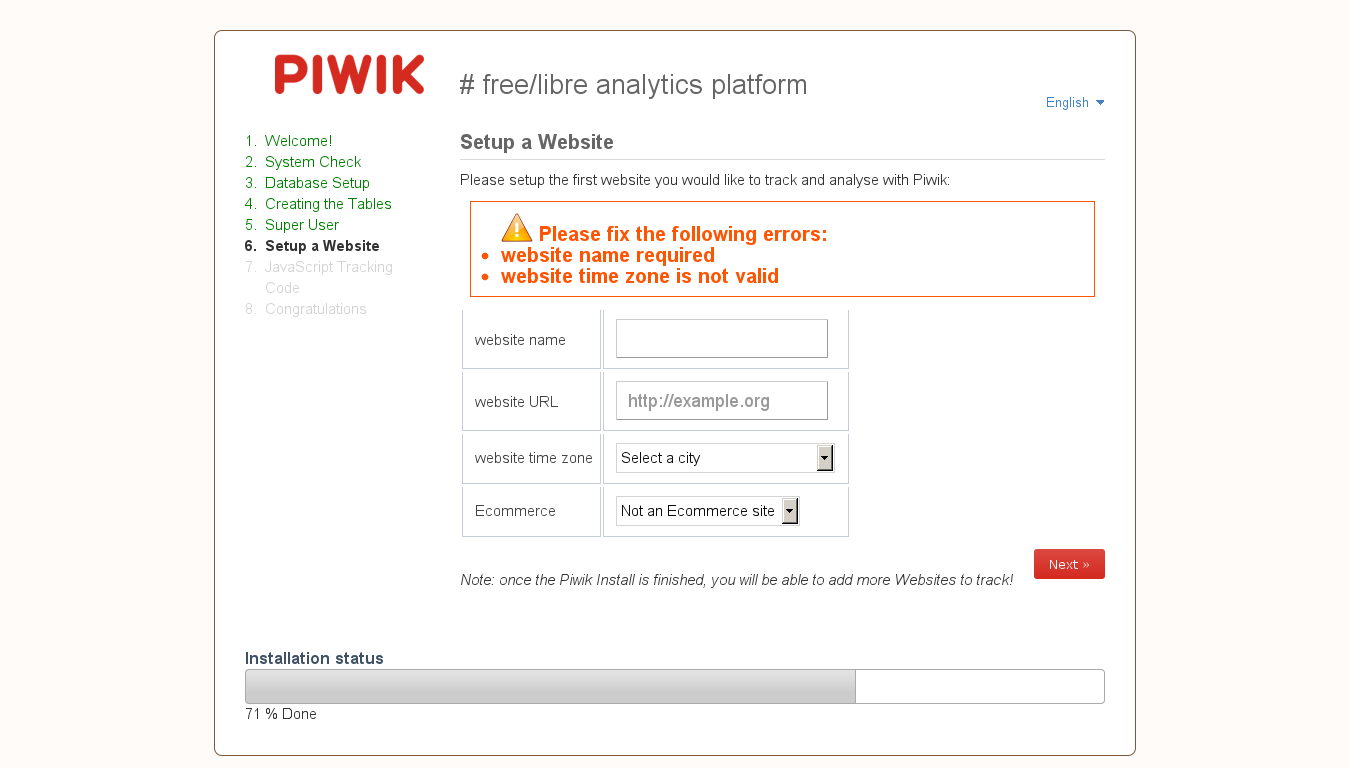 PIWIK
# free/libre analytics platform
English
1. Welcome!
2. System Check
3. Database Setup
4. Creating the Tables
5. Super User
6. Setup a Website
7. JavaScript Tracking
Code
8. Congratulations
Setup a Website
Please setup the first website you would like to track and analyse with Piwik:
Please fix the following errors:
• website name required
• website time zone is not valid
website name
website URL http://example.org
website time zone Select a city
Ecommerce Not an Ecommerce site
Next »
Note: once the Piwik Install is finished, you will be able to add more Websites to track!
Installation status
71 % Done